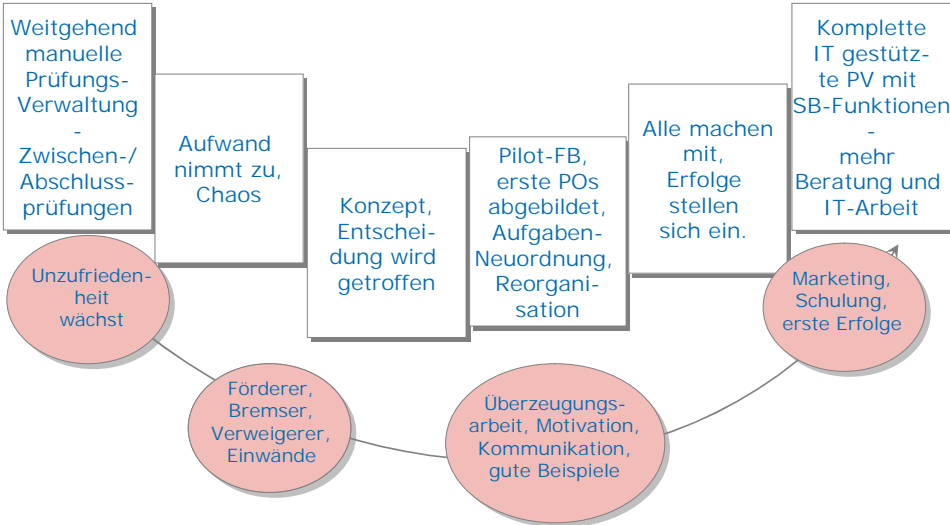 Weitgehend
manuelle
Prüfungs-
Verwaltung
-
Zwischen-/
Abschluss-
prüfungen
Aufwand
nimmt zu,
Chaos
Konzept,
Entschei-
dung wird
getroffen
Pilot-FB,
erste POs
abgebildet,
Aufgaben-
Neuordnung,
Reorgani-
sation
Alle machen
mit,
Erfolge
stellen
sich ein.
Komplette
IT gestütz-
te PV mit
SB-Funktionen
-
mehr
Beratung und
IT-Arbeit
Unzufrieden-
heit
wächst
Förderer,
Bremser,
Verweigerer,
Einwände
Überzeugungs-
arbeit, Motivation,
Kommunikation,
gute Beispiele
Marketing,
Schulung,
erste Erfolge